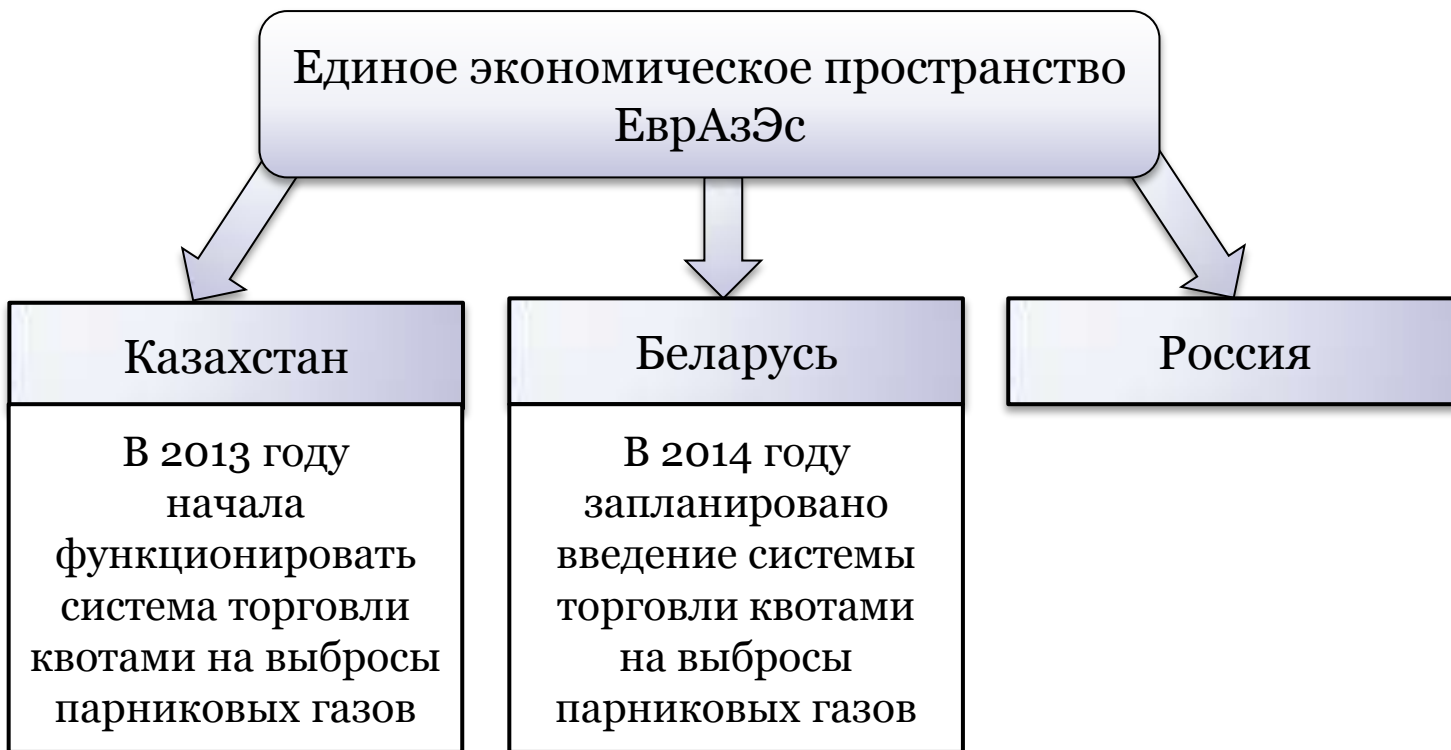 Единое экономическое пространство
ЕврАзЭс
Казахстан
В 2013 году
начала
функционировать
система торговли
квотами на выбросы
парниковых газов
Беларусь
В 2014 году
запланировано
введение системы
торговли квотами
на выбросы
парниковых газов
Россия